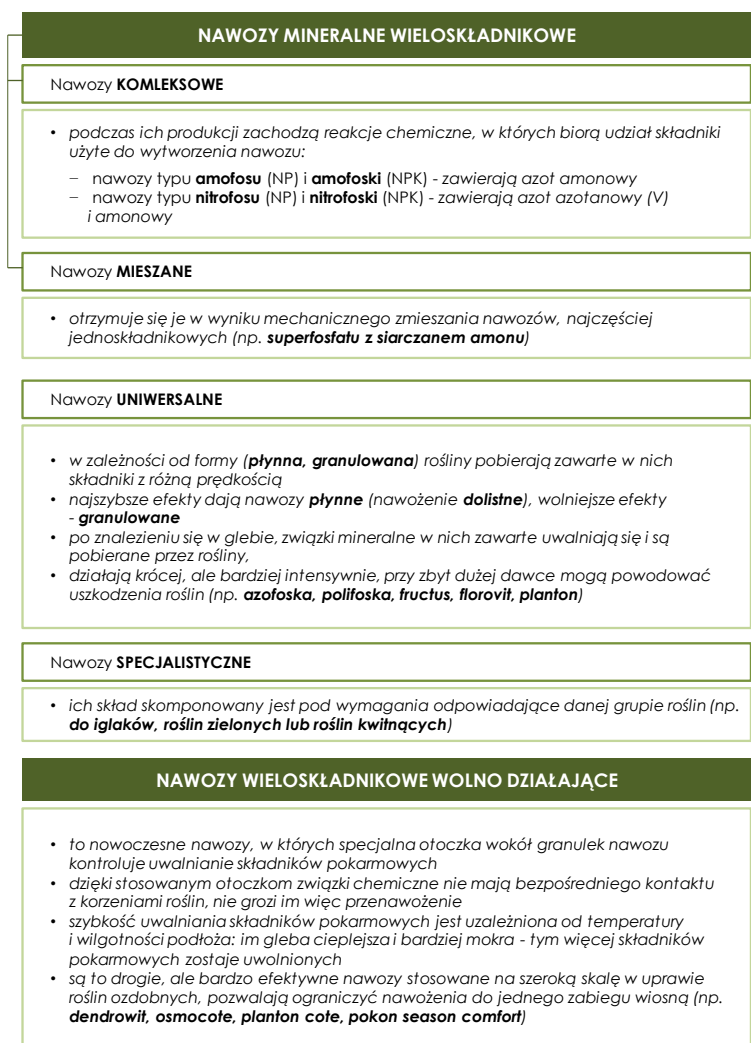 NAWOZY MINERALNE WIELOSKŁADNIKOWE
Nawozy KOMLEKSOWE
• podczas ich produkcji zachodzą reakcje chemiczne, w których biorą udział składniki
użyte do wytworzenia nawozu:
− nawozy typu amofosu (NP) i amofoski (NPK) - zawierają azot amonowy
− nawozy typu nitrofosu (NP) i nitrofoski (NPK) - zawierają azot azotanowy (V)
i amonowy
Nawozy MIESZANE
• otrzymuje się je w wyniku mechanicznego zmieszania nawozów, najczęściej
jednoskładnikowych (np. superfosfatu z siarczanem amonu)
Nawozy UNIWERSALNE
• w zależności od formy (płynna, granulowana) rośliny pobierają zawarte w nich
składniki z różną prędkością
• najszybsze efekty dają nawozy płynne (nawożenie dolistne), wolniejsze efekty
- granulowane
• po znalezieniu się w glebie, związki mineralne w nich zawarte uwalniają się i są
pobierane przez rośliny,
• działają krócej, ale bardziej intensywnie, przy zbyt dużej dawce mogą powodować
uszkodzenia roślin (np. azofoska, polifoska, fructus, florovit, planton)
Nawozy SPECJALISTYCZNE
• ich skład skomponowany jest pod wymagania odpowiadające danej grupie roślin (np.
do iglaków, roślin zielonych lub roślin kwitnących)
NAWOZY WIELOSKŁADNIKOWE WOLNO DZIAŁAJĄCE
• to nowoczesne nawozy, w których specjalna otoczka wokół granulek nawozu
kontroluje uwalnianie składników pokarmowych
• dzięki stosowanym otoczkom związki chemiczne nie mają bezpośredniego kontaktu
z korzeniami roślin, nie grozi im więc przenawożenie
• szybkość uwalniania składników pokarmowych jest uzależniona od temperatury
i wilgotności podłoża: im gleba cieplejsza i bardziej mokra - tym więcej składników
pokarmowych zostaje uwolnionych
• są to drogie, ale bardzo efektywne nawozy stosowane na szeroką skalę w uprawie
roślin ozdobnych, pozwalają ograniczyć nawożenia do jednego zabiegu wiosną (np.
dendrowit, osmocote, planton cote, pokon season comfort)